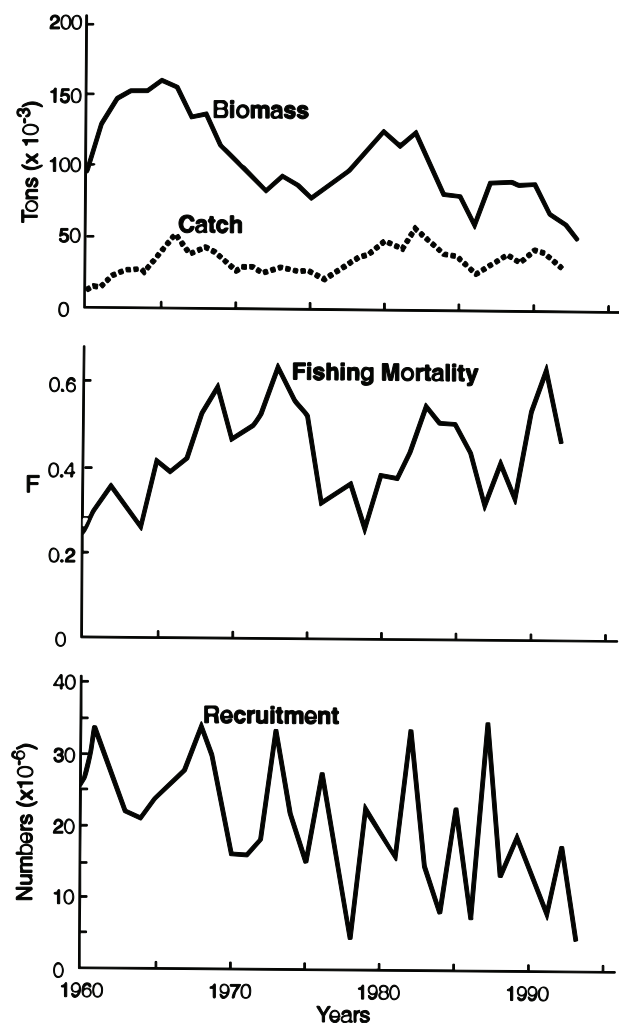 200
150
100
50
0
Tons (x 10-3)
Biomass
Catch
0.6
0.4
0.2
0
F
Fishing Mortality
40
30
20
10
0
Numbers (x10-6)
Recruitment
1960 1970 1980 1990
Years